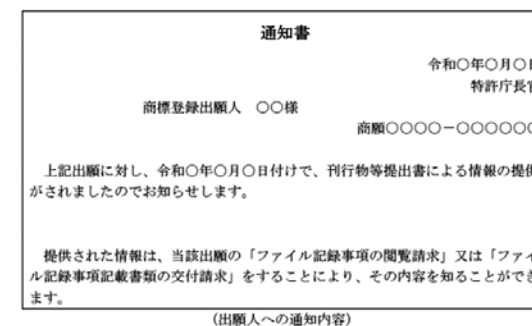 通知書
令和○年○月○日
特許庁長官
商標登録出願人　○○様
商願○○○○－○○○○○○
上記出願に対し、令和○年○月○日付けで、刊行物等提出書による情報の提供
がされましたのでお知らせします。
提供された情報は、当該出願の「ファイル記録事項の閲覧請求」又は「ファイ
ル記録事項記載書類の交付請求」をすることにより、その内容を知ることができ
ます。
(出願人への通知内容)